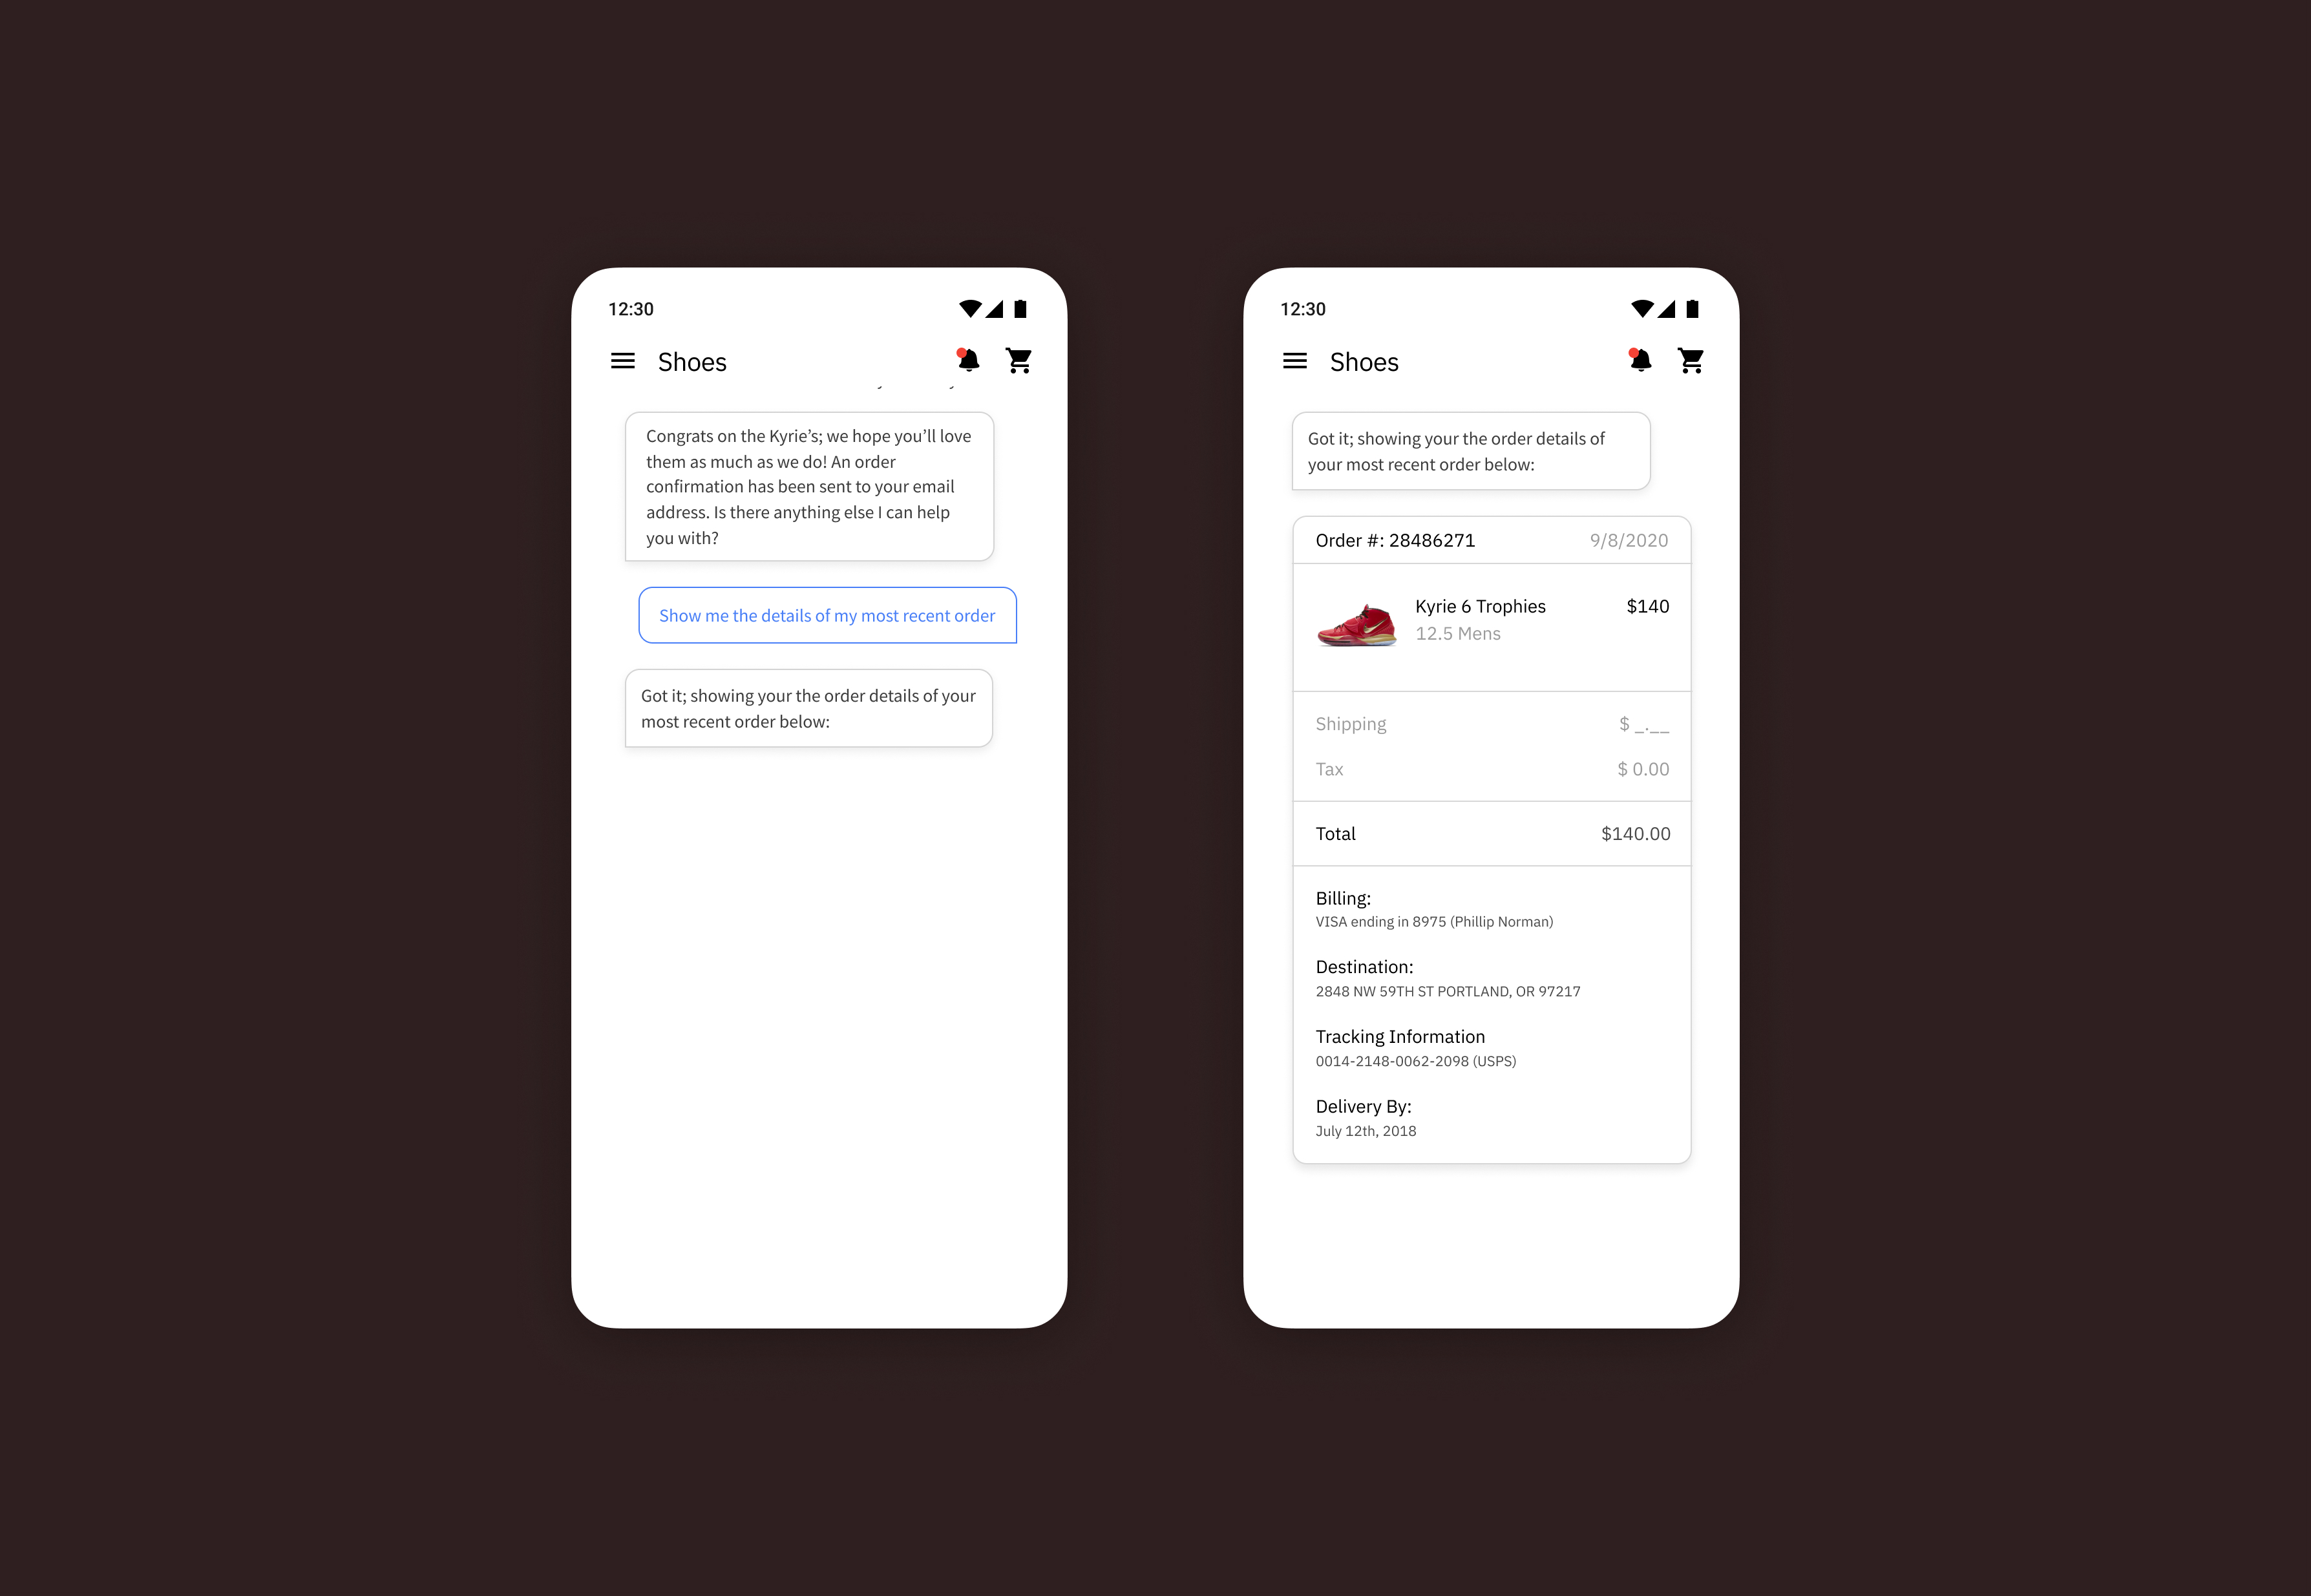 12:30
Shoes
Congrats on the Kyrie’s; we hope you’ll love
them as much as we do! An order
confirmation has been sent to your email
address. Is there anything else I can help
you with?
Show me the details of my most recent order
Got it; showing your the order details of your
most recent order below:
12:30
Shoes
Got it; showing your the order details of
your most recent order below:
Order #: 28486271 9/8/2020
Kyrie 6 Trophies $140
12.5 Mens
Shipping $ _.__
Tax $ 0.00
Total $140.00
Billing:
VISA ending in 8975 (Phillip Norman)
Destination:
2848 NW 59TH ST PORTLAND, OR 97217
Tracking Information
0014-2148-0062-2098 (USPS)
Delivery By:
July 12th, 2018